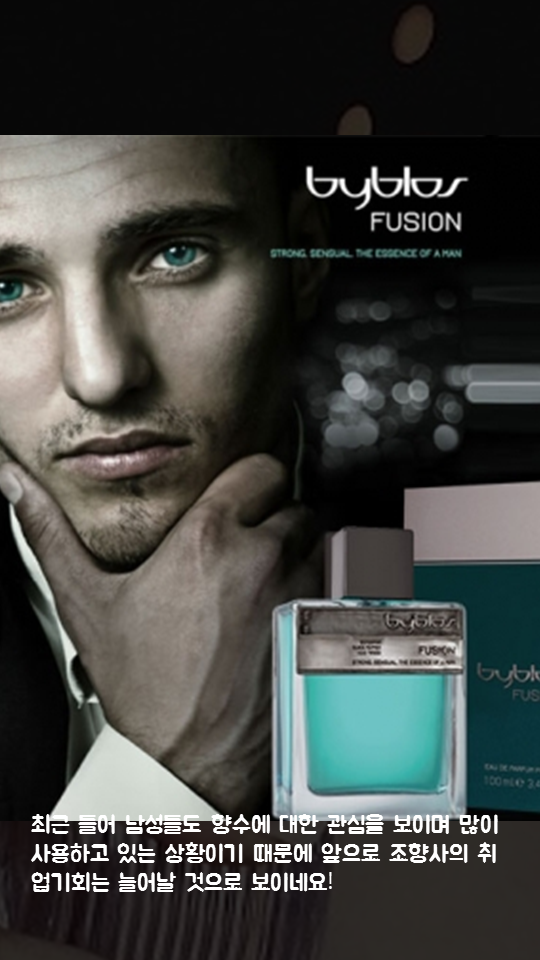 byblos
FUSION
STRONG, SENSUAL, THE ESSENCE OF A MAN
byblos
FUSION
STRONG, SENSUAL, THE ESSENCE OF A MAN
byblo
FUS
EAU DE PARFUM
100 ml e 3.4
최근 들어 남성들도 향수에 대한 관심을 보이며 많이
사용하고 있는 상황이기 때문에 앞으로 조향사의 취
업기회는 늘어날 것으로 보이네요!